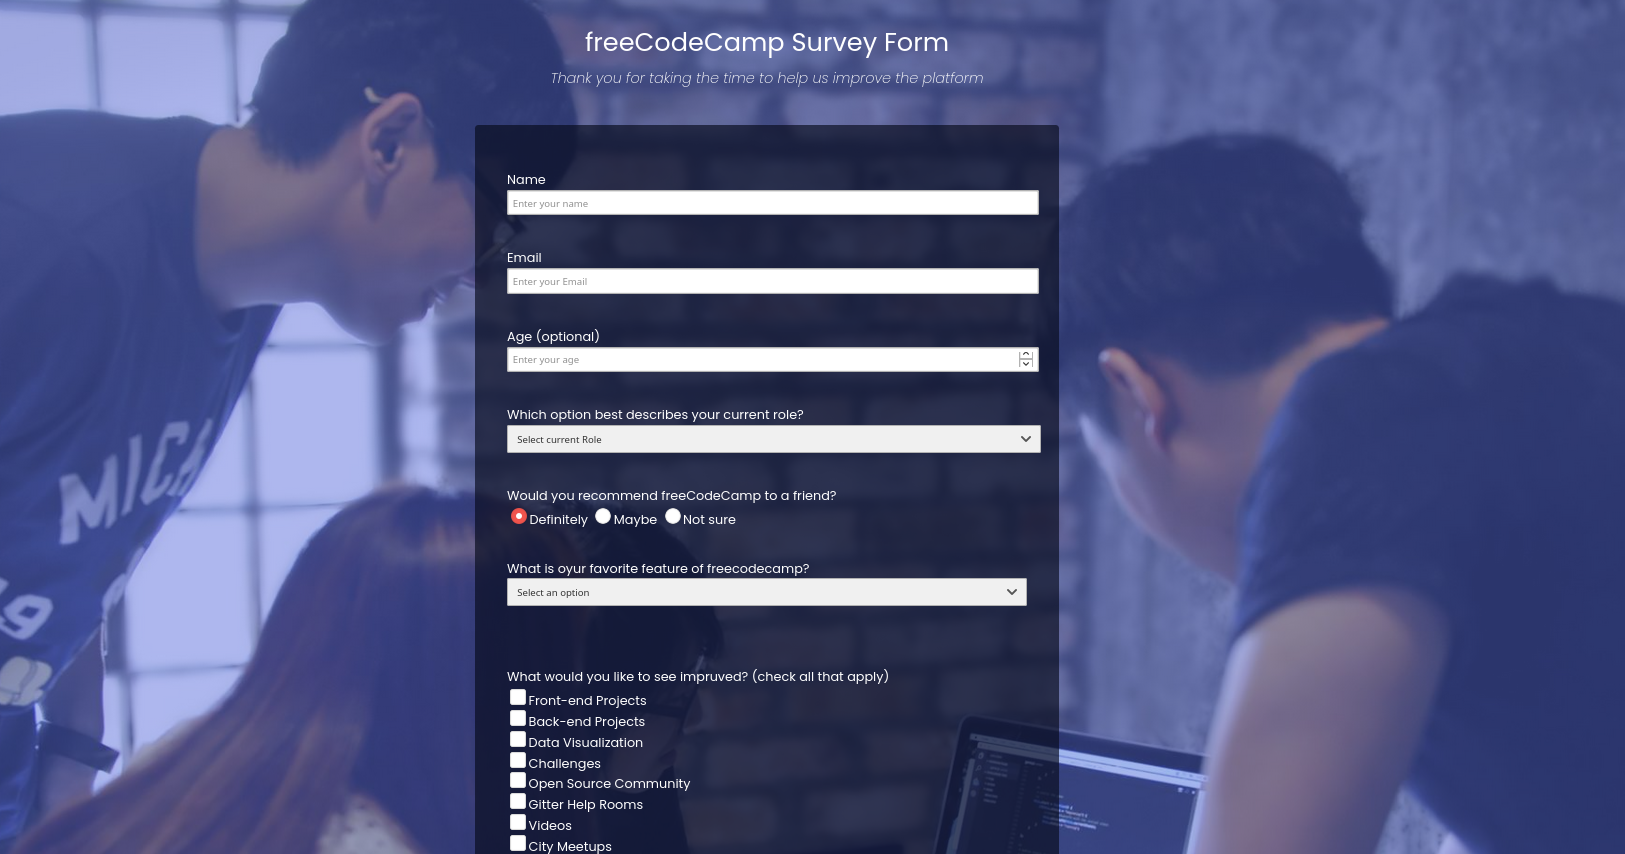 freeCodeCamp Survey Form
Thank you for taking the time to help us improve the platform
Name
Enter your name
Email
Enter your Email
Age (optional)
Enter your age
Which option best describes your current role?
Select current Role
Would you recommend freeCodeCamp to a friend?
Definitely Maybe Not sure
What is oyur favorite feature of freecodecamp?
Select an option
What would you like to see impruved? (check all that apply)
Front-end Projects
Back-end Projects
Data Visualization
Challenges
Open Source Community
Gitter Help Rooms
Videos
City Meetups
MICH